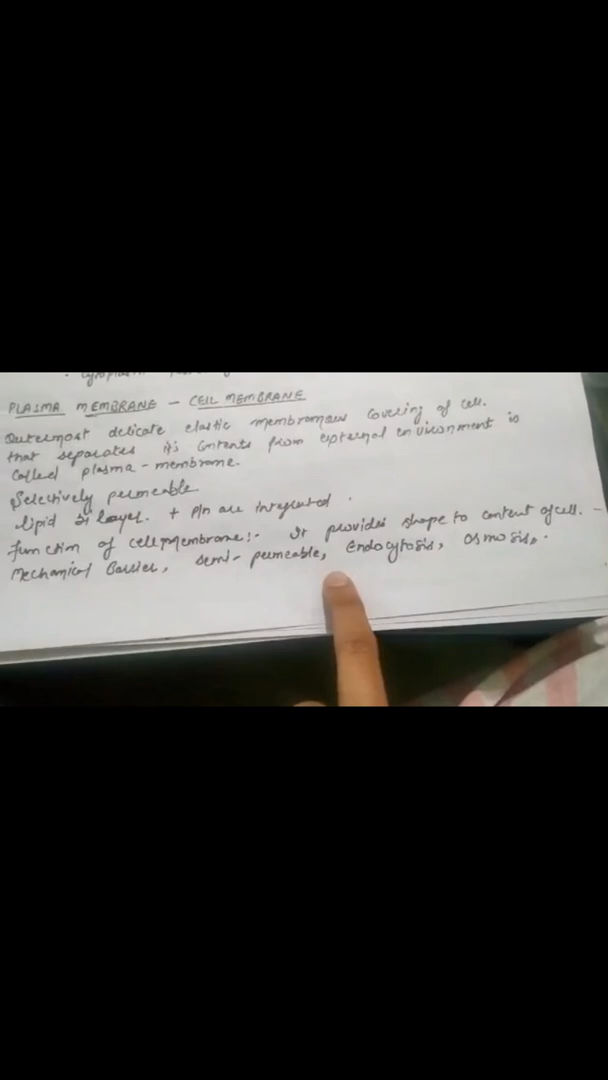 PLASMA MEMBRANE - CELL MEMBRANE
Outermost delicate elastic membranous covering of cell.
that separates it's contents from external environment is
called plasma-membrane.
Selectively permeable
lipid bi layer. + P/n are integrated.
function of cell membrane:- It provides shape to content of cell. -
Mechanical Barrier, semi-permeable, endocytosis, osmosis,.